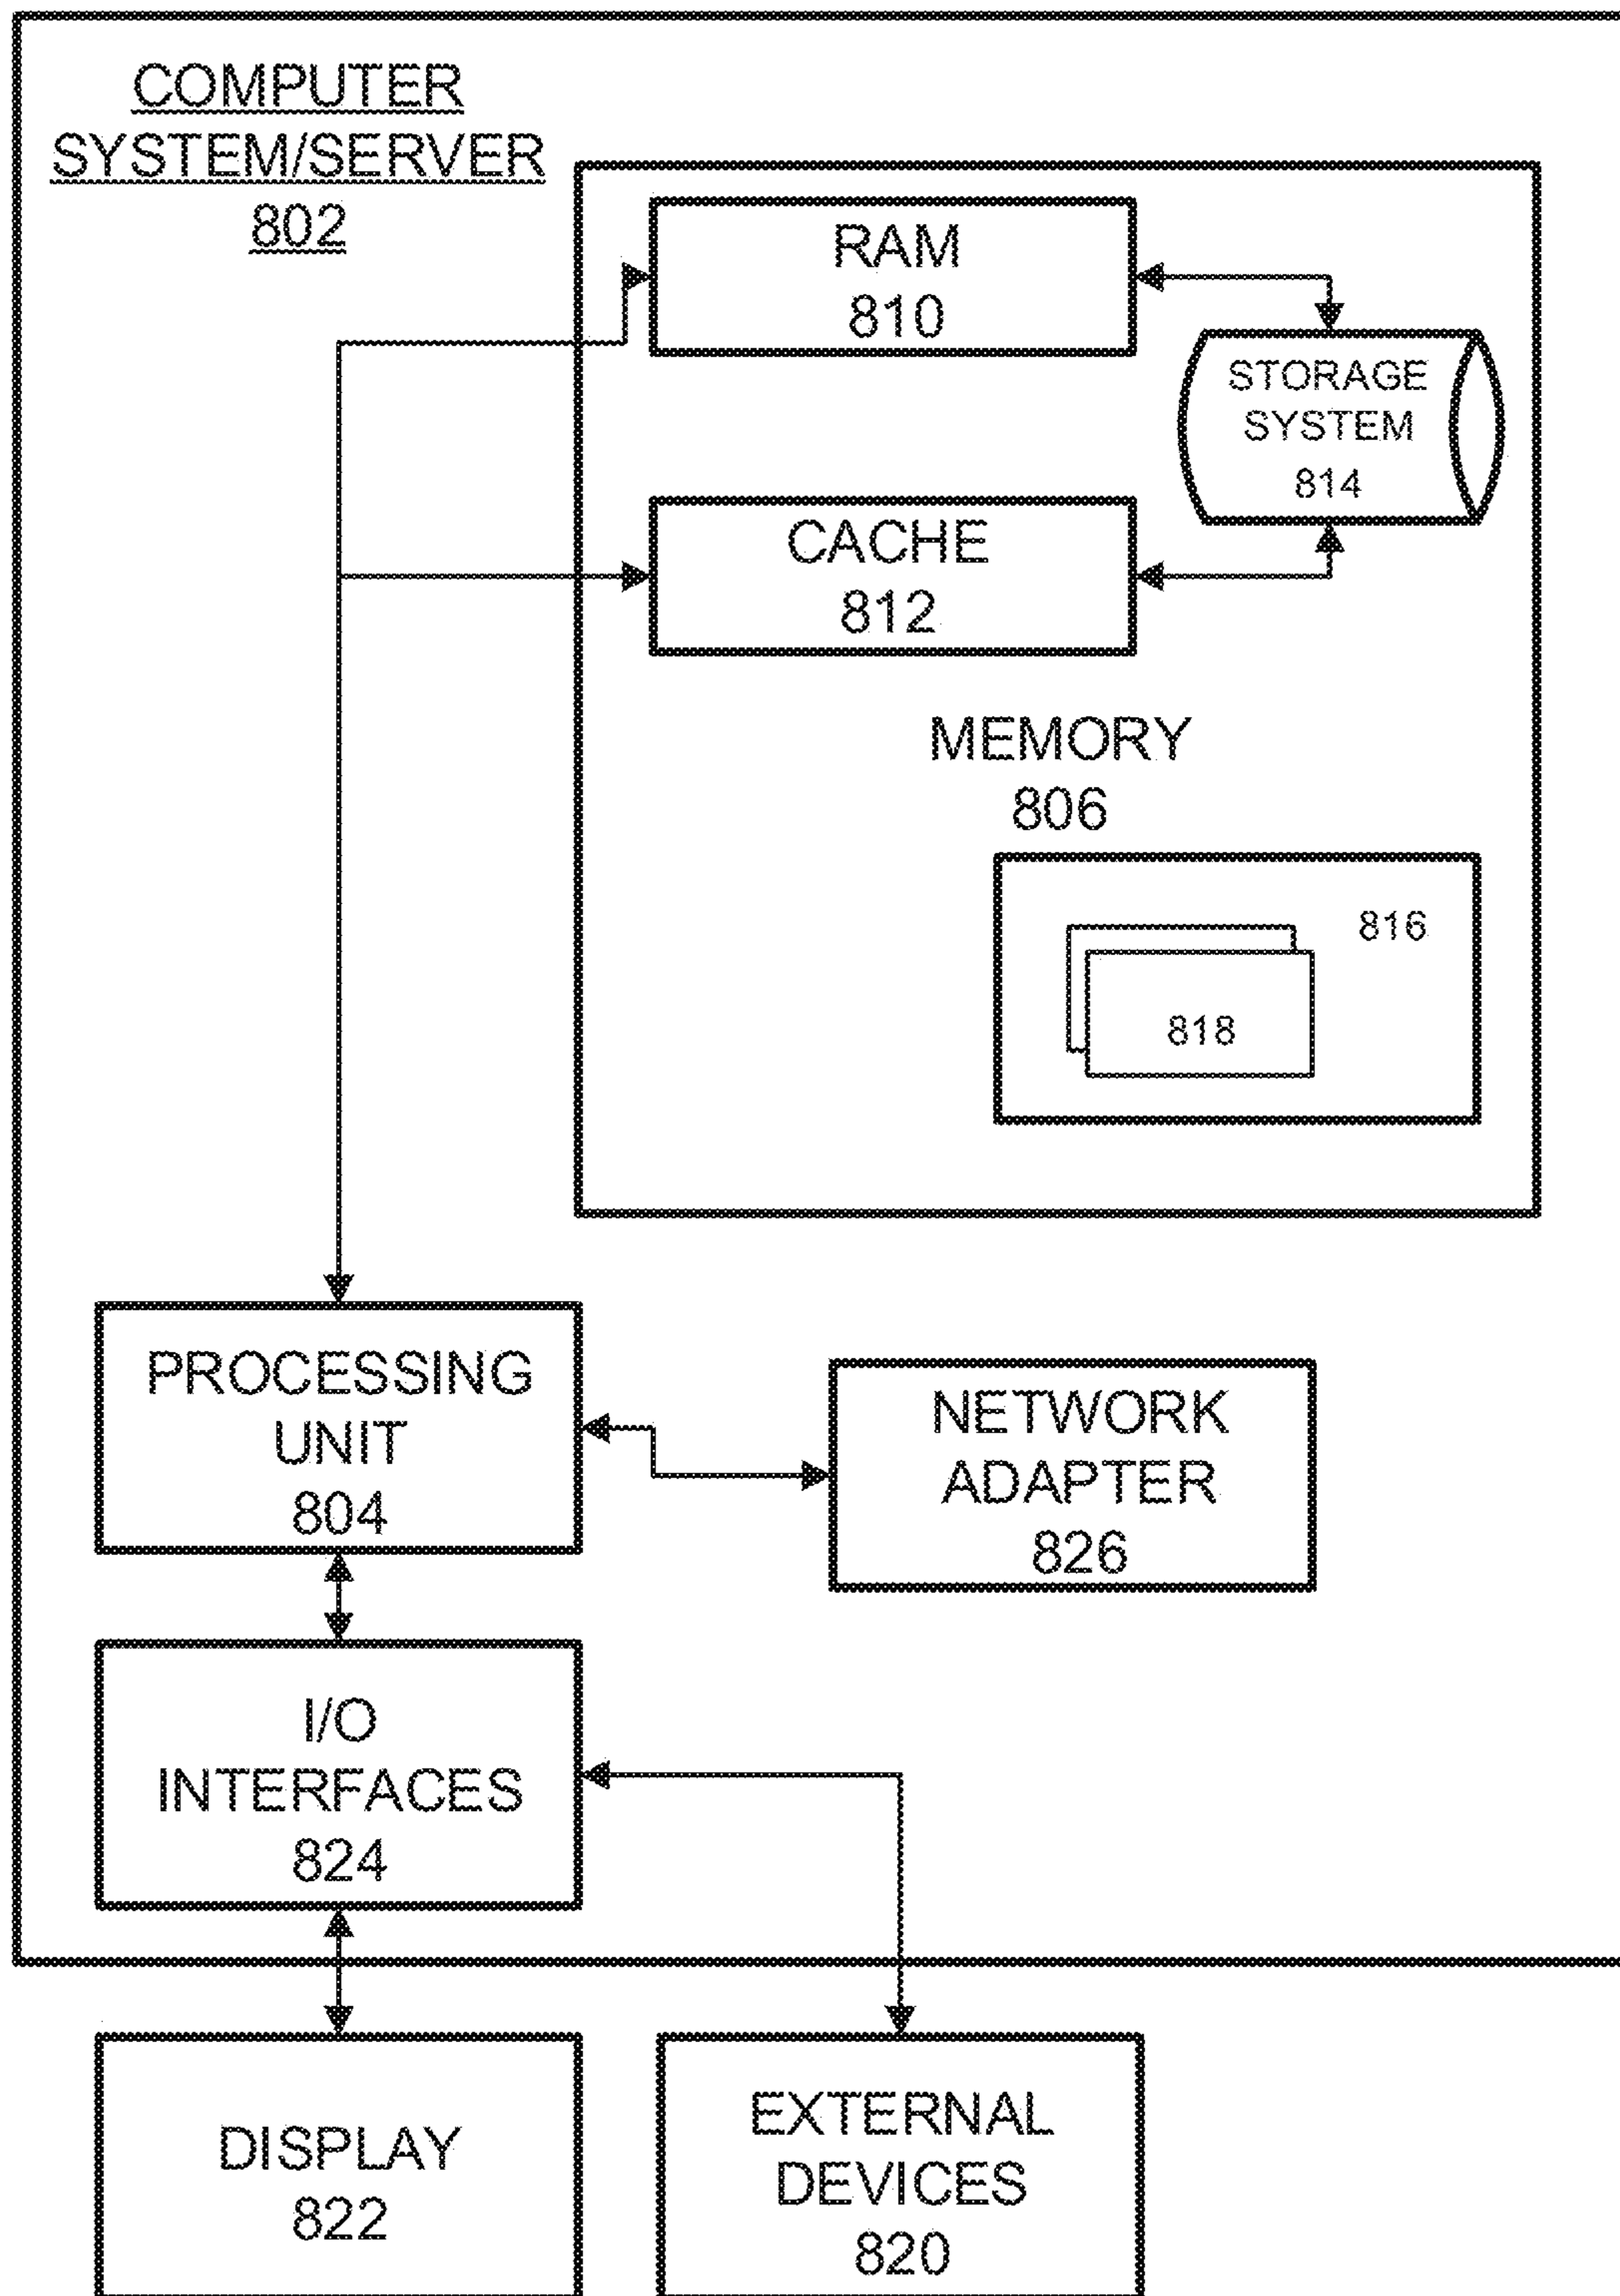 COMPUTER
SYSTEM/SERVER
802
RAM
810
STORAGE
SYSTEM
814
CACHE
812
MEMORY
806
816
818
PROCESSING
UNIT
804
NETWORK
ADAPTER
826
I/O
INTERFACES
824
DISPLAY
822
EXTERNAL
DEVICES
820